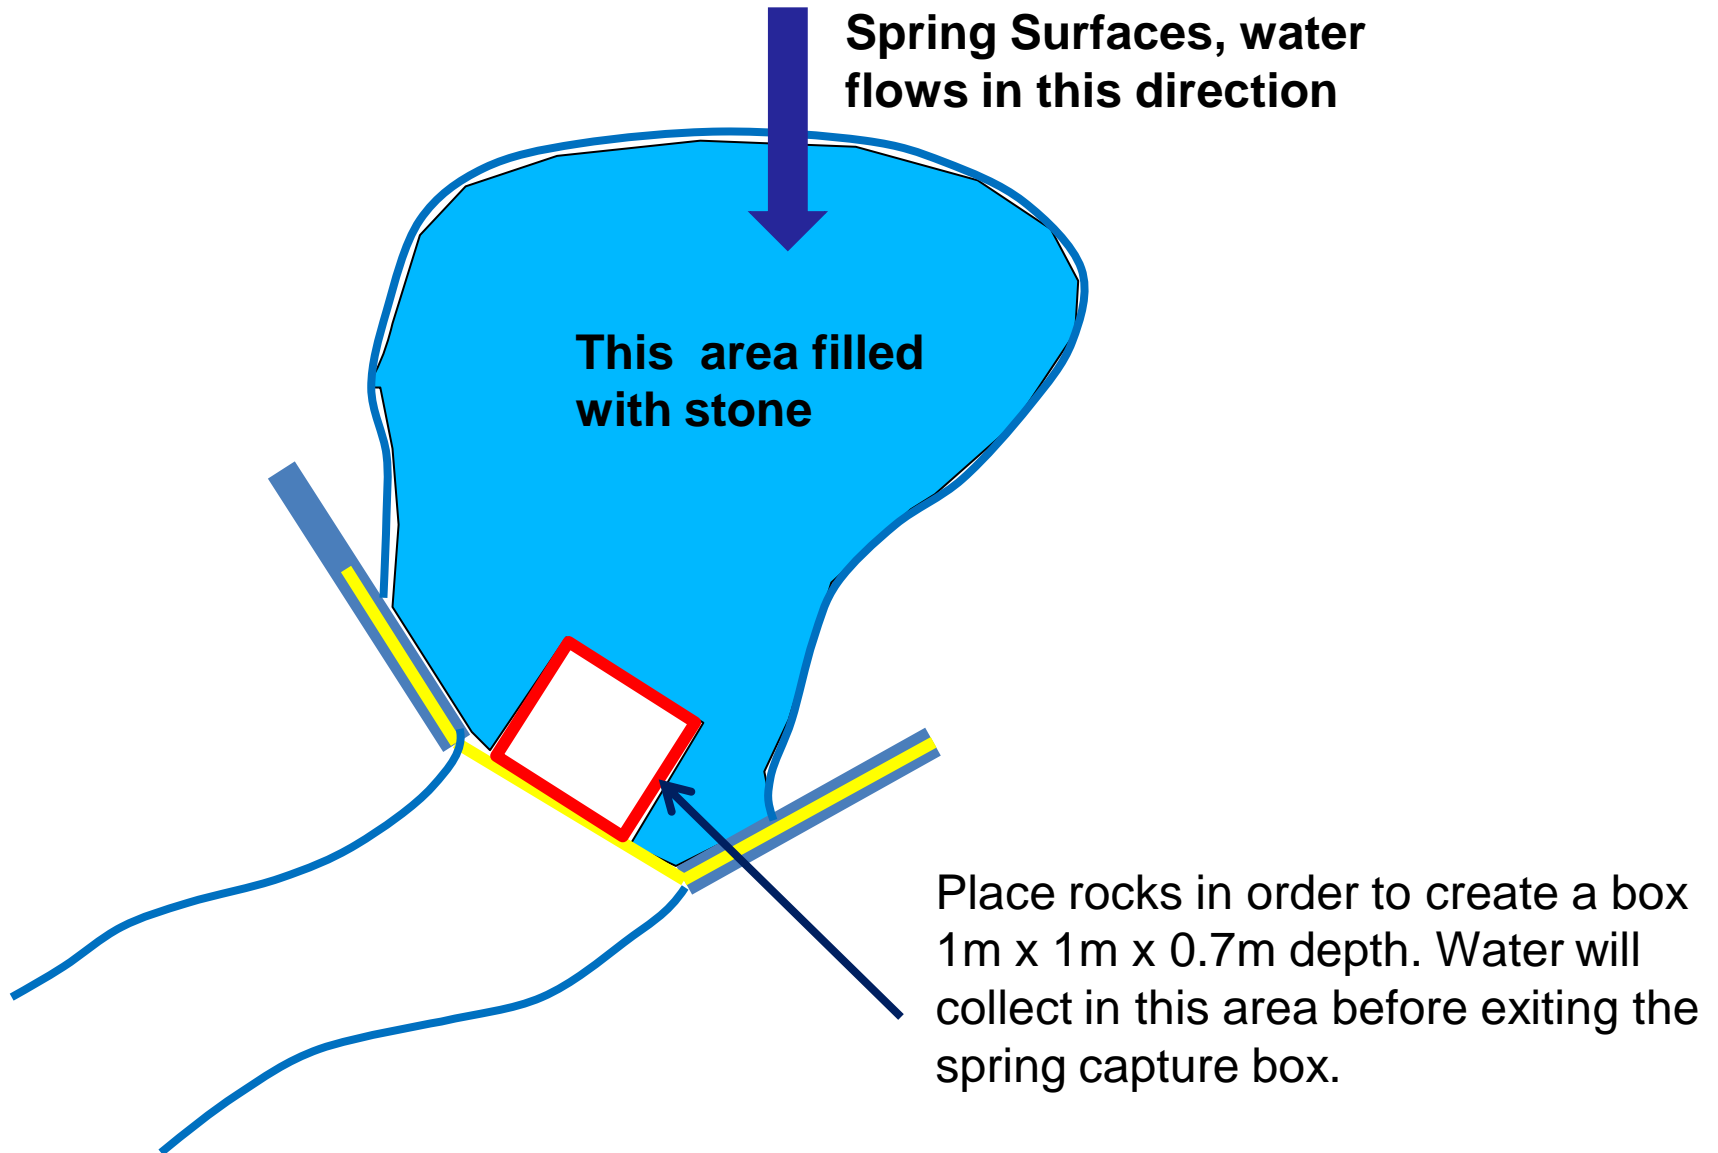 Spring Surfaces, water
flows in this direction
This  area filled
with stone
Place rocks in order to create a box
1m x 1m x 0.7m depth. Water will
collect in this area before exiting the
spring capture box.